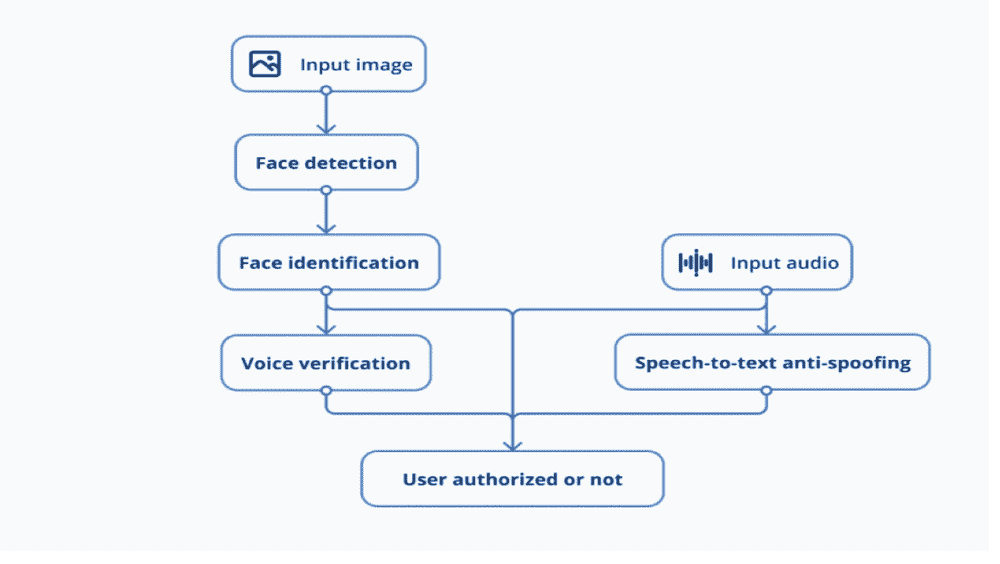 Input image
Face detection
Face identification
Input audio
Voice verification
Speech-to-text anti-spoofing
User authorized or not